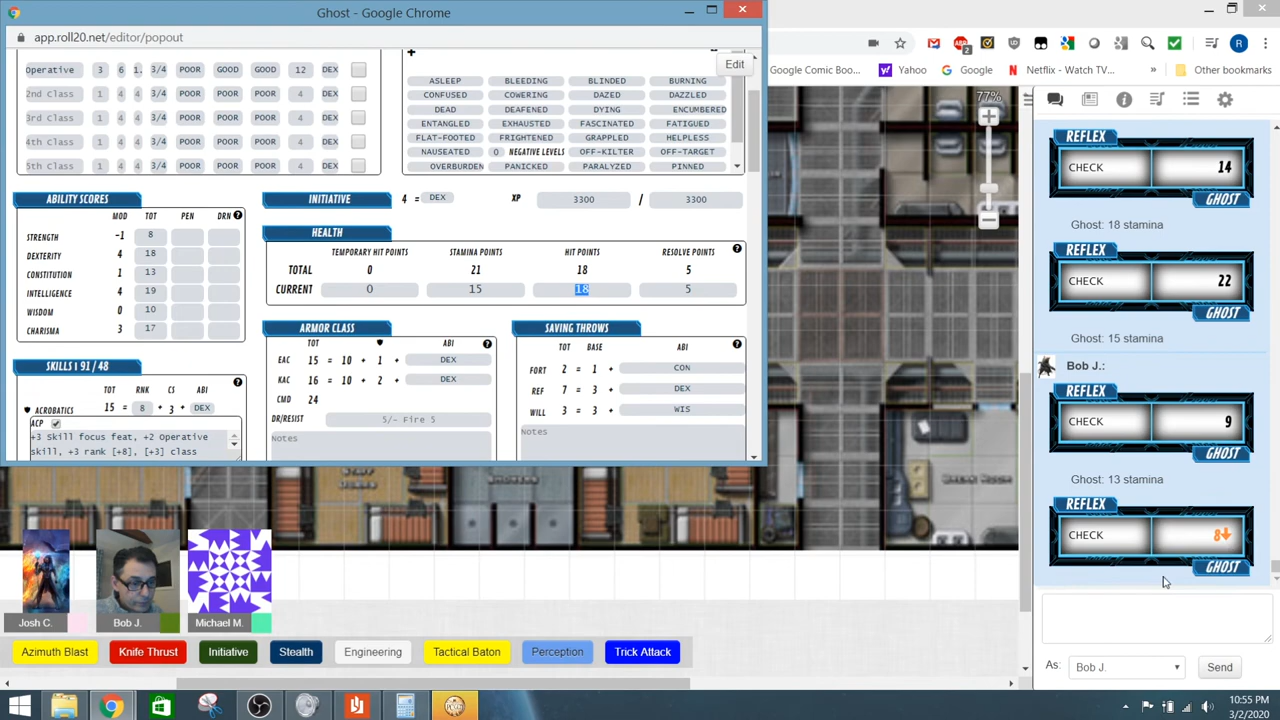 Ghost - Google Chrome
app.roll20.net/editor/popout
Edit
Operative 3 6 1. 3/4 POOR GOOD GOOD 12 DEX
2nd Class 1 4 4 3/4 POOR POOR POOR 4 DEX
3rd Class 1 4 4 3/4 POOR POOR POOR 4 DEX
4th Class 1 4 4 3/4 POOR POOR POOR 4 DEX
5th Class 1 4 4 3/4 POOR POOR POOR 4 DEX
ASLEEP BLEEDING BLINDED BURNING
CONFUSED COWERING DAZED DAZZLED
DEAD DEAFENED DYING ENCUMBERED
ENTANGLED EXHAUSTED FASCINATED FATIGUED
FLAT-FOOTED FRIGHTENED GRAPPLED HELPLESS
NAUSEATED 0 NEGATIVE LEVELS OFF-KILTER OFF-TARGET
OVERBURDEN PANICKED PARALYZED PINNED
ABILITY SCORES
MOD TOT PEN DRN ?
STRENGTH -1 8
DEXTERITY 4 18
CONSTITUTION 1 13
INTELLIGENCE 4 19
WISDOM 0 10
CHARISMA 3 17
INITIATIVE 4 = DEX XP 3300 / 3300
HEALTH
TEMPORARY HIT POINTS STAMINA POINTS HIT POINTS RESOLVE POINTS ?
TOTAL 0 21 18 5
CURRENT 0 15 18 5
ARMOR CLASS
TOT ABI ?
EAC 15 = 10 + 1 + DEX
KAC 16 = 10 + 2 + DEX
CMD 24
DR/RESIST 5/- Fire 5
Notes
SAVING THROWS
TOT BASE ABI ?
FORT 2 = 1 + CON
REF 7 = 3 + DEX
WILL 3 = 3 + WIS
Notes
SKILLS | 91 / 48
TOT RNK CS ABI ?
ACROBATICS 15 = 8 + 3 + DEX
ACP
+3 skill focus feat, +2 Operative
skill, +3 rank [+8], [+3] class
2
R
Google Comic Boo... Yahoo Google Netflix - Watch TV... » Other bookmarks
77%
REFLEX
CHECK 14
GHOST
Ghost: 18 stamina
REFLEX
CHECK 22
GHOST
Ghost: 15 stamina
Bob J.:
REFLEX
CHECK 9
GHOST
Ghost: 13 stamina
REFLEX
CHECK 8
GHOST
BREAK ROOM
Josh C. Bob J. Michael M.
Azimuth Blast Knife Thrust Initiative Stealth Engineering Tactical Baton Perception Trick Attack
As: Bob J. Send
10:55 PM
3/2/2020